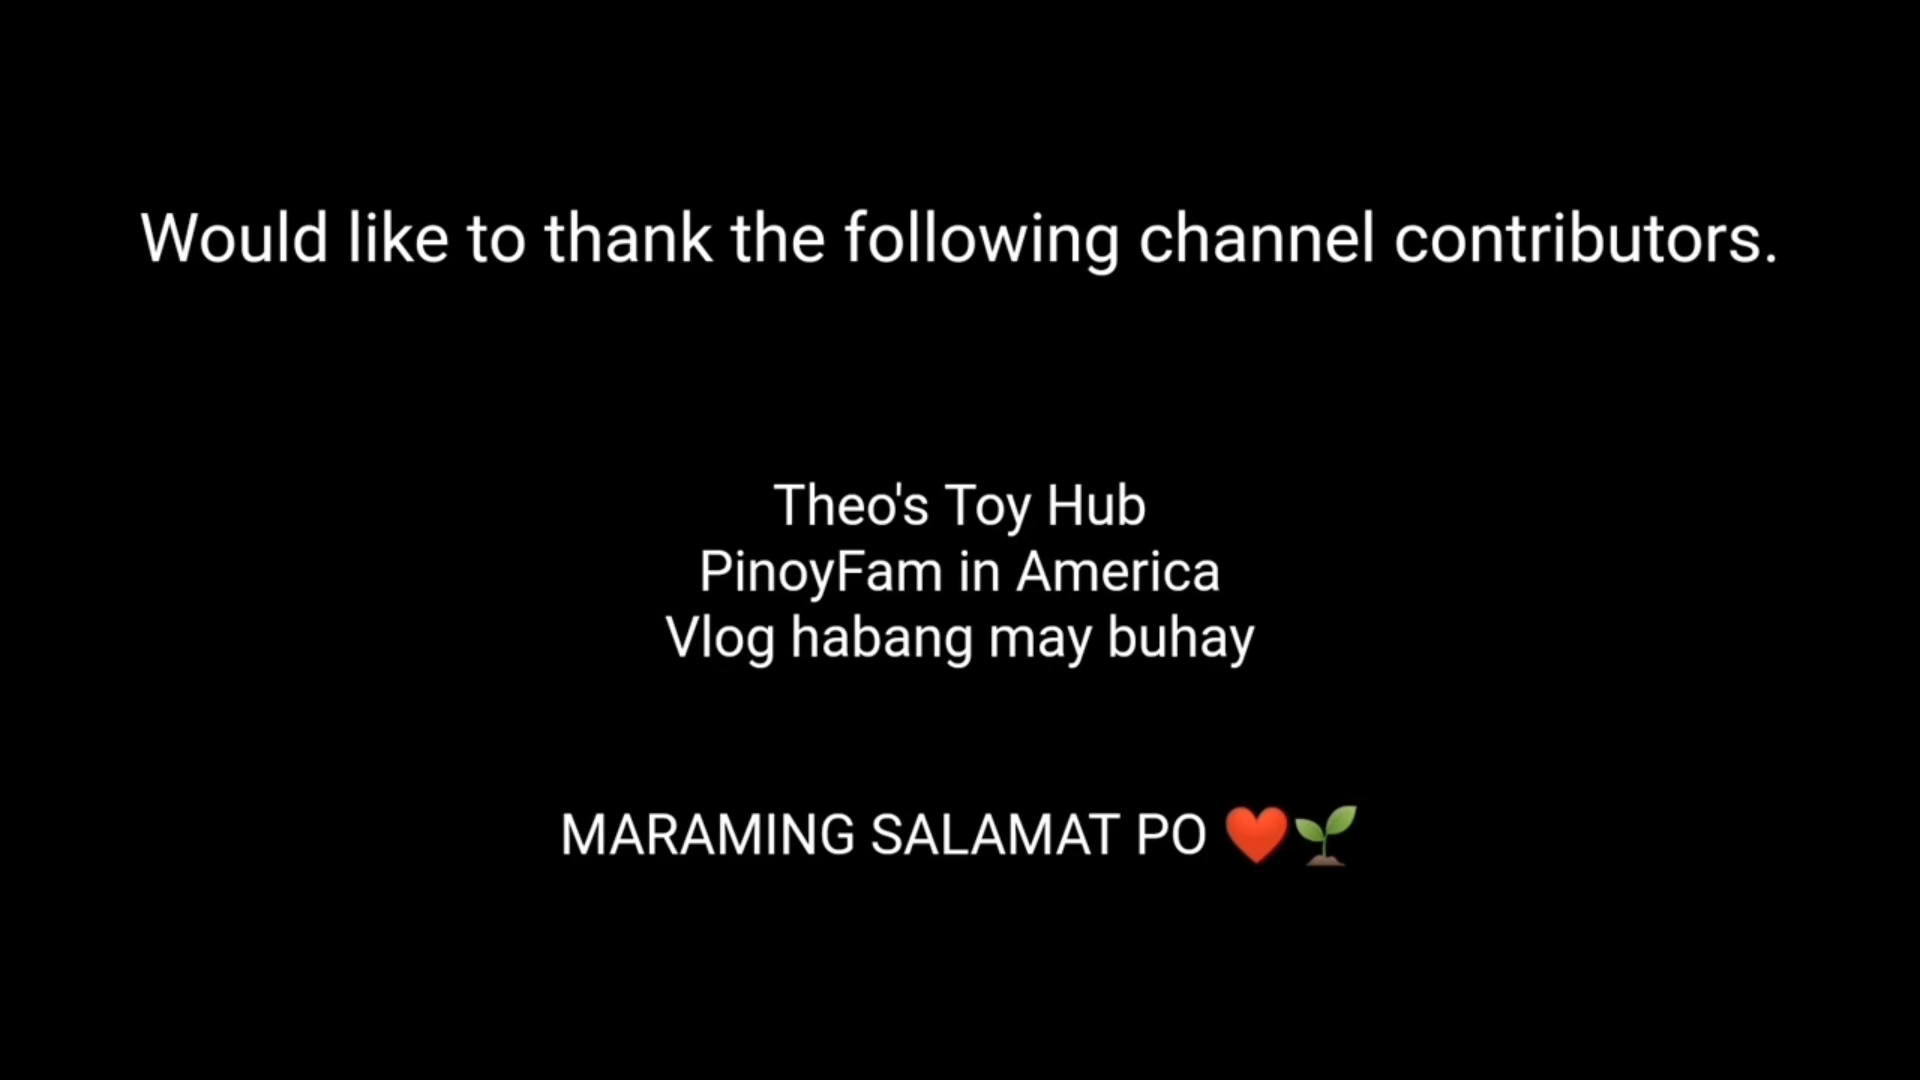 Would like to thank the following channel contributors.
Theo's Toy Hub
PinoyFam in America
Vlog habang may buhay
MARAMING SALAMAT PO ❤️🌱